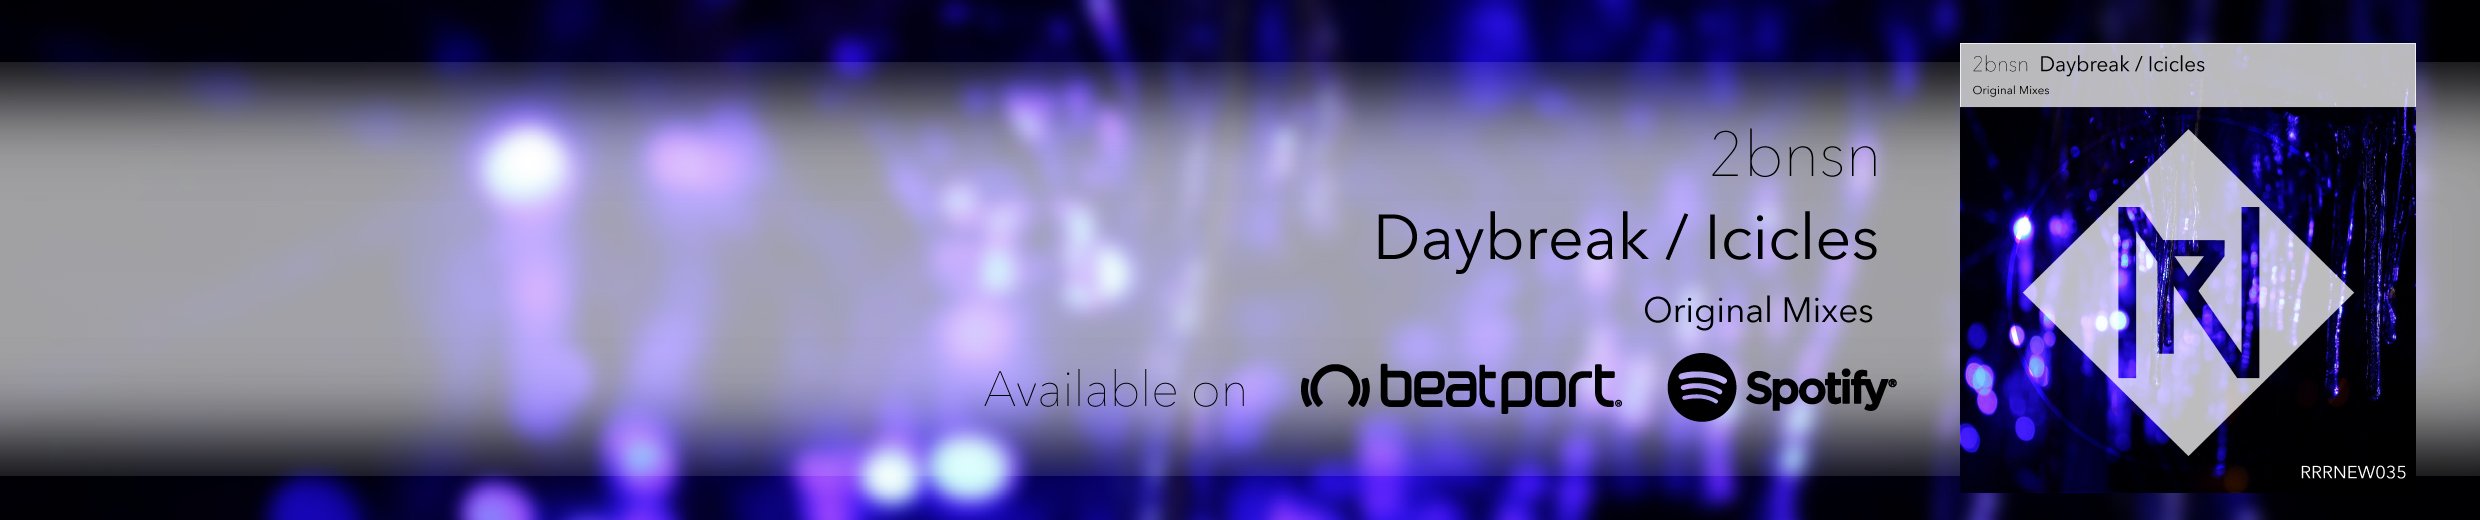 2bnsn
Daybreak / Icicles
Original Mixes
Available on beatport® Spotify®
2bnsn Daybreak / Icicles
Original Mixes
RRRNEW035